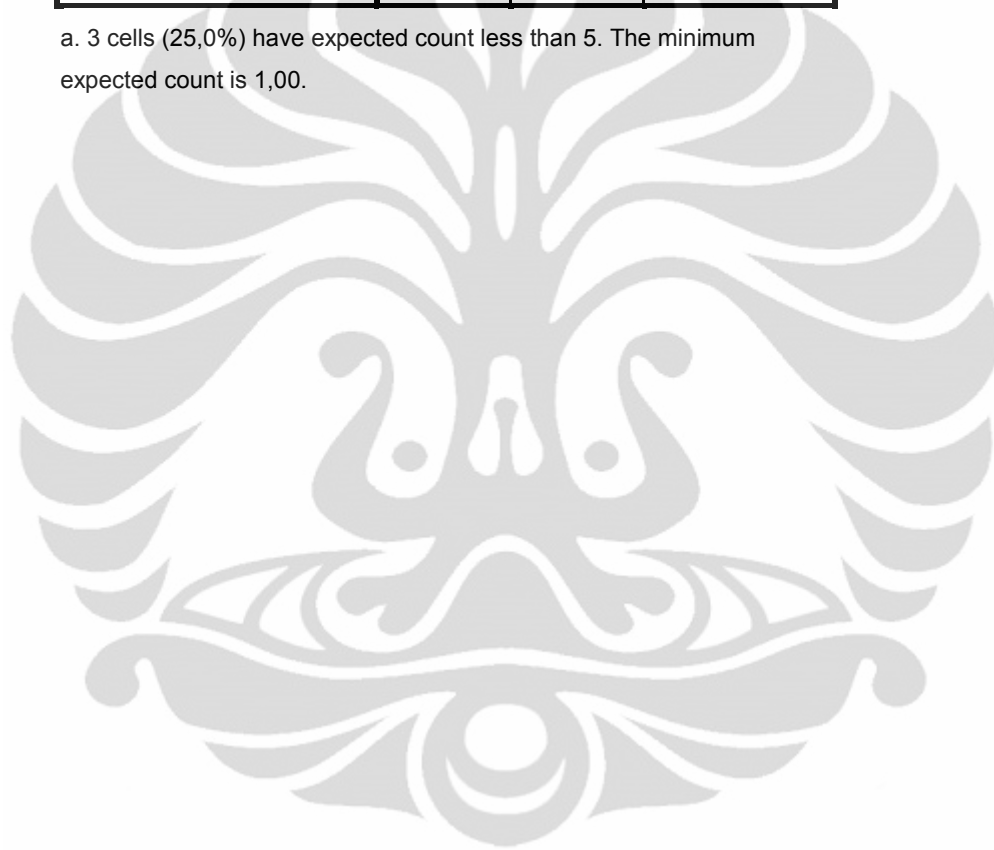 a. 3 cells (25,0%) have expected count less than 5. The minimum
expected count is 1,00.